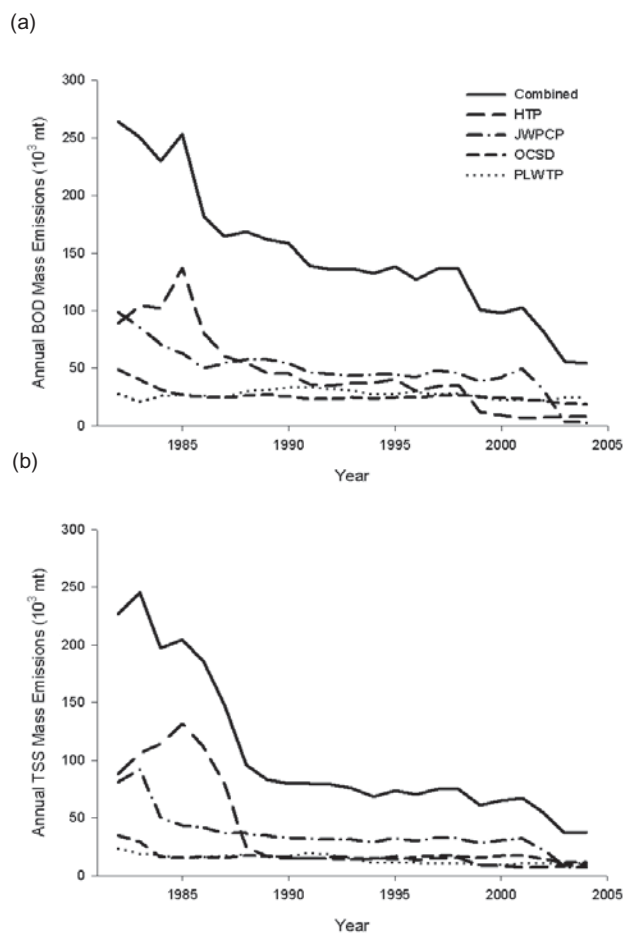 (a)
300
250
200
150
100
50
0
Annual BOD Mass Emissions (10³ mt)
Combined
HTP
JWPCP
OCSD
PLWTP
1985
1990
1995
2000
2005
Year
(b)
300
250
200
150
100
50
0
Annual TSS Mass Emissions (10³ mt)
1985
1990
1995
2000
2005
Year